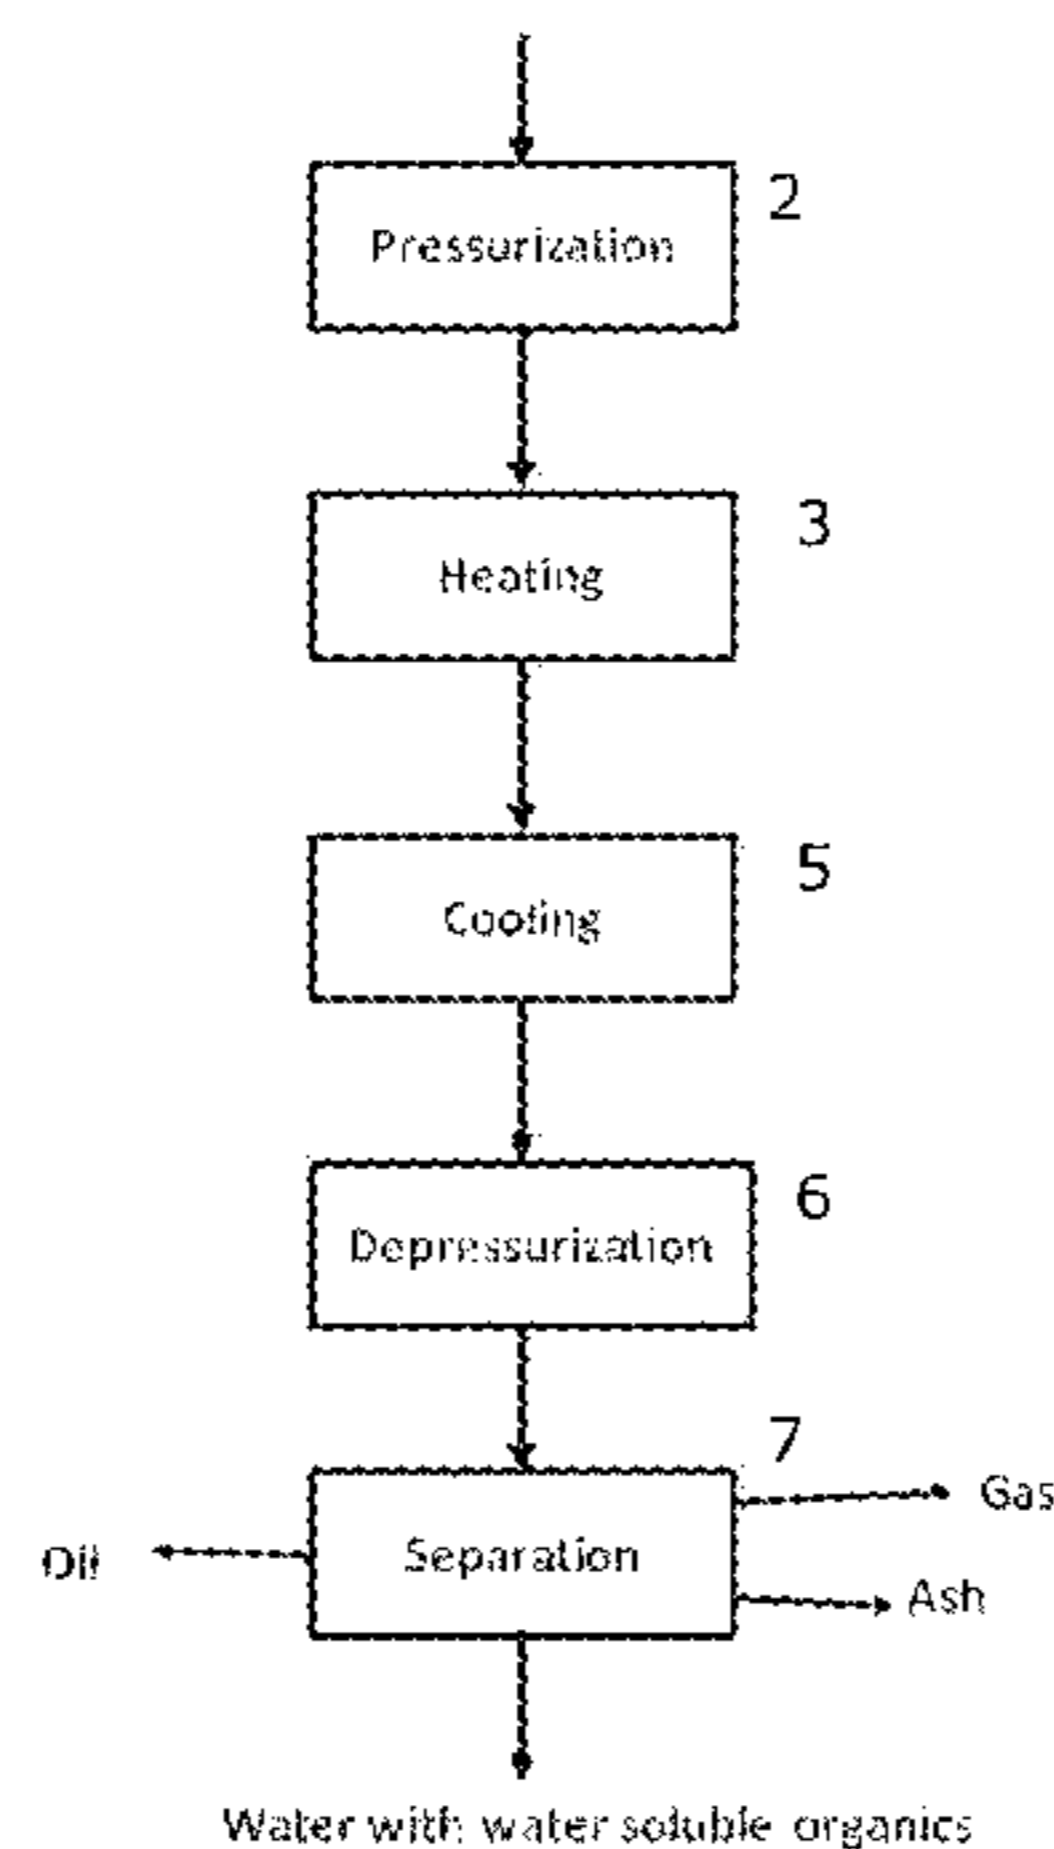 2
Pressurization
3
Heating
5
Cooling
6
Depressurization
7
Gas
Oil
Separation
Ash
Water with water soluble organics